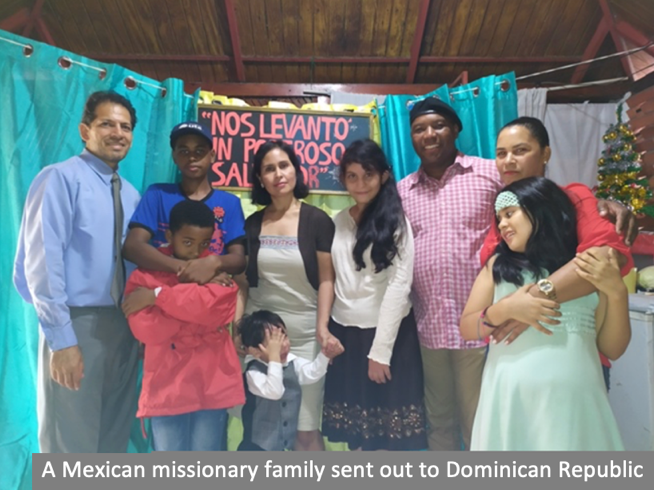 "NOS LEVANTÓ
UN PODEROSO
SALVADOR"
A Mexican missionary family sent out to Dominican Republic